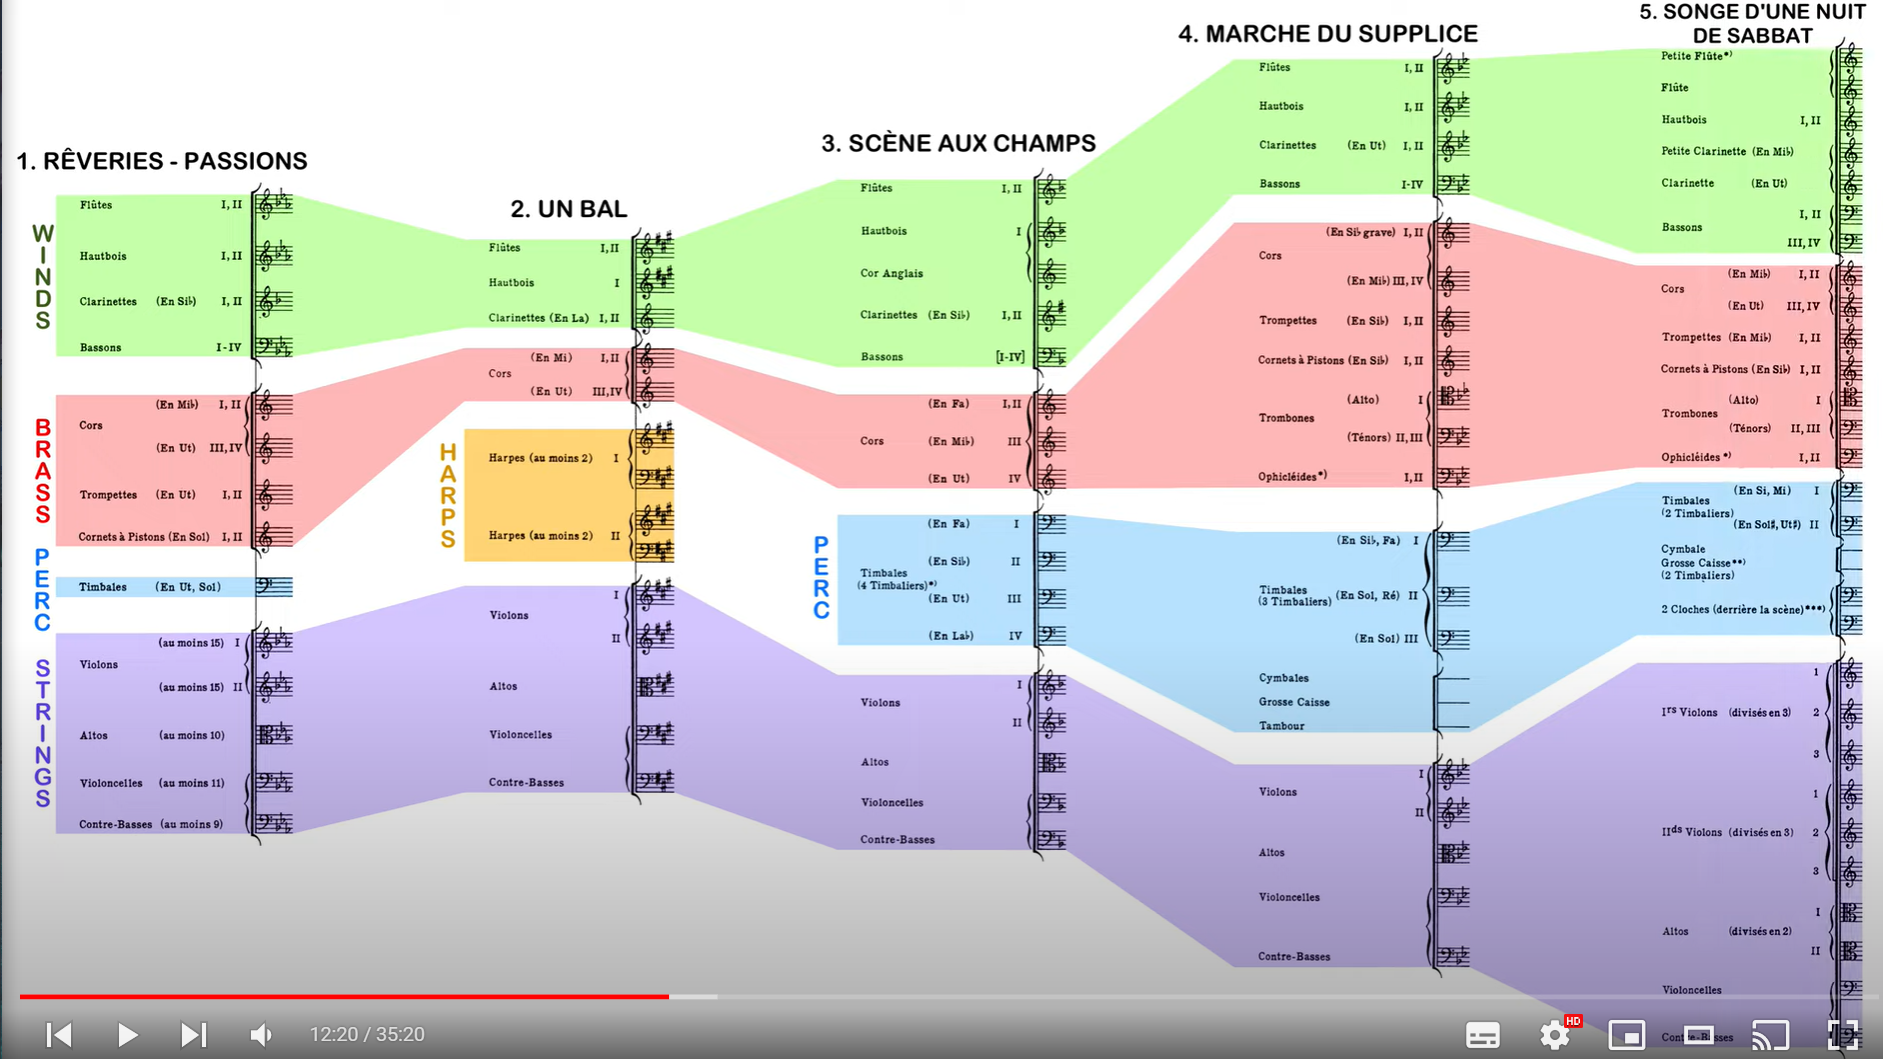 1. RÊVERIES - PASSIONS
WINDS
Flûtes I, II
Hautbois I, II
Clarinettes (En Si♭) I, II
Bassons I-IV
BRASS
Cors (En Mi♭) I, II
(En Ut) III, IV
Trompettes (En Ut) I, II
Cornets à Pistons (En Sol) I, II
PERC
Timbales (En Ut, Sol)
STRINGS
Violons (au moins 15) I
(au moins 15) II
Altos (au moins 10)
Violoncelles (au moins 11)
Contre-Basses (au moins 9)
2. UN BAL
Flûtes I, II
Hautbois I
Clarinettes (En La) I, II
Cors (En Mi) I, II
(En Ut) III, IV
HARPS
Harpes (au moins 2) I
Harpes (au moins 2) II
Violons I
II
Altos
Violoncelles
Contre-Basses
3. SCÈNE AUX CHAMPS
Flûtes I, II
Hautbois I
Cor Anglais
Clarinettes (En Si♭) I, II
Bassons [I-IV]
(En Fa) I, II
Cors (En Mi♭) III
(En Ut) IV
PERC
(En Fa) I
(En Si♭) II
Timbales
(4 Timbaliers)*)
(En Ut) III
(En La♭) IV
Violons I
II
Altos
Violoncelles
Contre-Basses
4. MARCHE DU SUPPLICE
Flûtes I, II
Hautbois I, II
Clarinettes (En Ut) I, II
Bassons I-IV
(En Si♭ grave) I, II
Cors
(En Mi♭) III, IV
Trompettes (En Si♭) I, II
Cornets à Pistons (En Si♭) I, II
(Alto) I
Trombones
(Ténors) II, III
Ophicléides*) I, II
(En Si♭, Fa) I
Timbales
(3 Timbaliers) (En Sol, Ré) II
(En Sol) III
Cymbales
Grosse Caisse
Tambour
Violons I
II
Altos
Violoncelles
Contre-Basses
5. SONGE D'UNE NUIT
DE SABBAT
Petite Flûte*)
Flûte
Hautbois I, II
Petite Clarinette (En Mi♭)
Clarinette (En Ut)
I, II
Bassons
III, IV
(En Mi♭) I, II
Cors
(En Ut) III, IV
Trompettes (En Mi♭) I, II
Cornets à Pistons (En Si♭) I, II
(Alto) I
Trombones
(Ténors) II, III
Ophicléides *) I, II
(En Si, Mi) I
Timbales
(2 Timbaliers)
(En Sol♯, Ut♯) II
Cymbale
Grosse Caisse**)
(2 Timbaliers)
2 Cloches (derrière la scène)***)
1
Irs Violons (divisés en 3) 2
3
1
IIds Violons (divisés en 3) 2
3
I
Altos (divisés en 2)
II
Violoncelles
Contre-Basses
12:20 / 35:20
HD